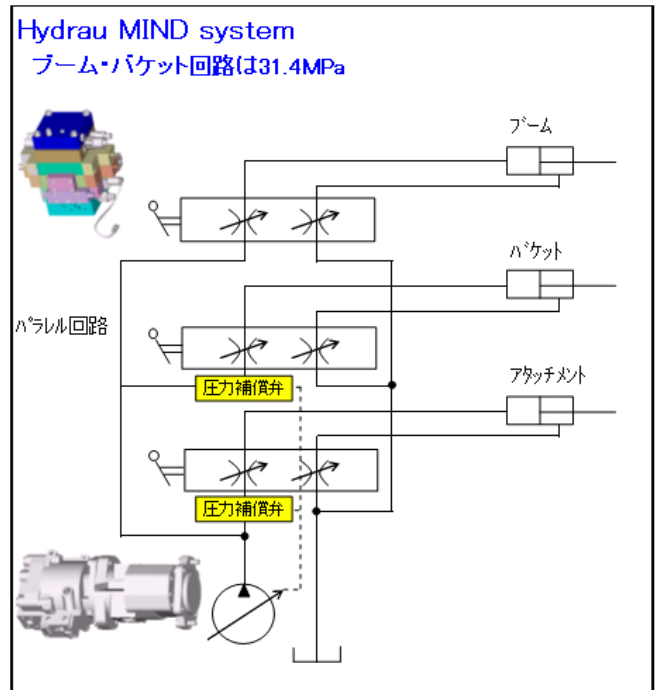 Hydrau MIND system
ブーム・バケット回路は31.4MPa
ブーム
バケット
パラレル回路
アタッチメント
圧力補償弁
圧力補償弁